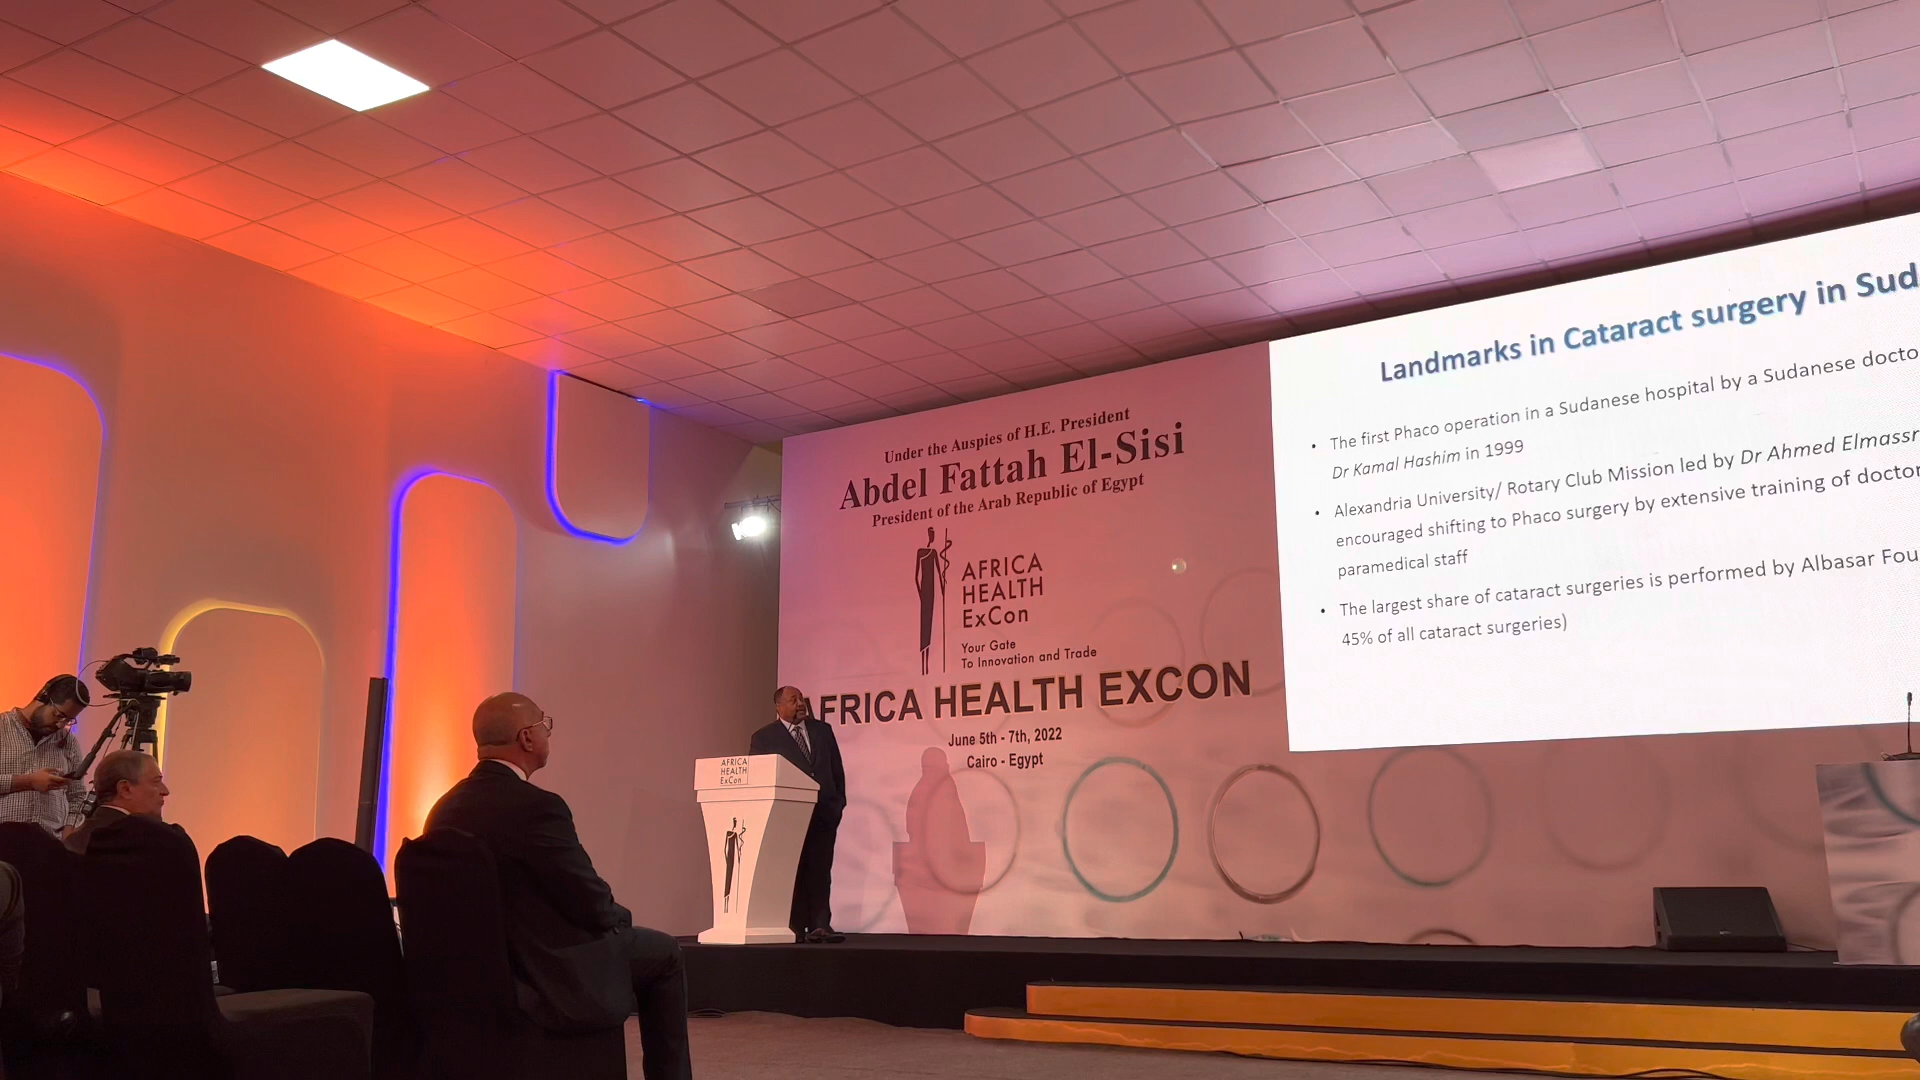 Under the Auspies of H.E. President
Abdel Fattah El-Sisi
President of the Arab Republic of Egypt
AFRICA
HEALTH
ExCon
Your Gate
To Innovation and Trade
AFRICA HEALTH EXCON
June 5th - 7th, 2022
Cairo - Egypt
AFRICA
HEALTH
ExCon
Landmarks in Cataract surgery in Sud
• The first Phaco operation in a Sudanese hospital by a Sudanese docto
Dr Kamal Hashim in 1999
• Alexandria University/ Rotary Club Mission led by Dr Ahmed Elmassr
encouraged shifting to Phaco surgery by extensive training of doctor
paramedical staff
• The largest share of cataract surgeries is performed by Albasar Fou
45% of all cataract surgeries)